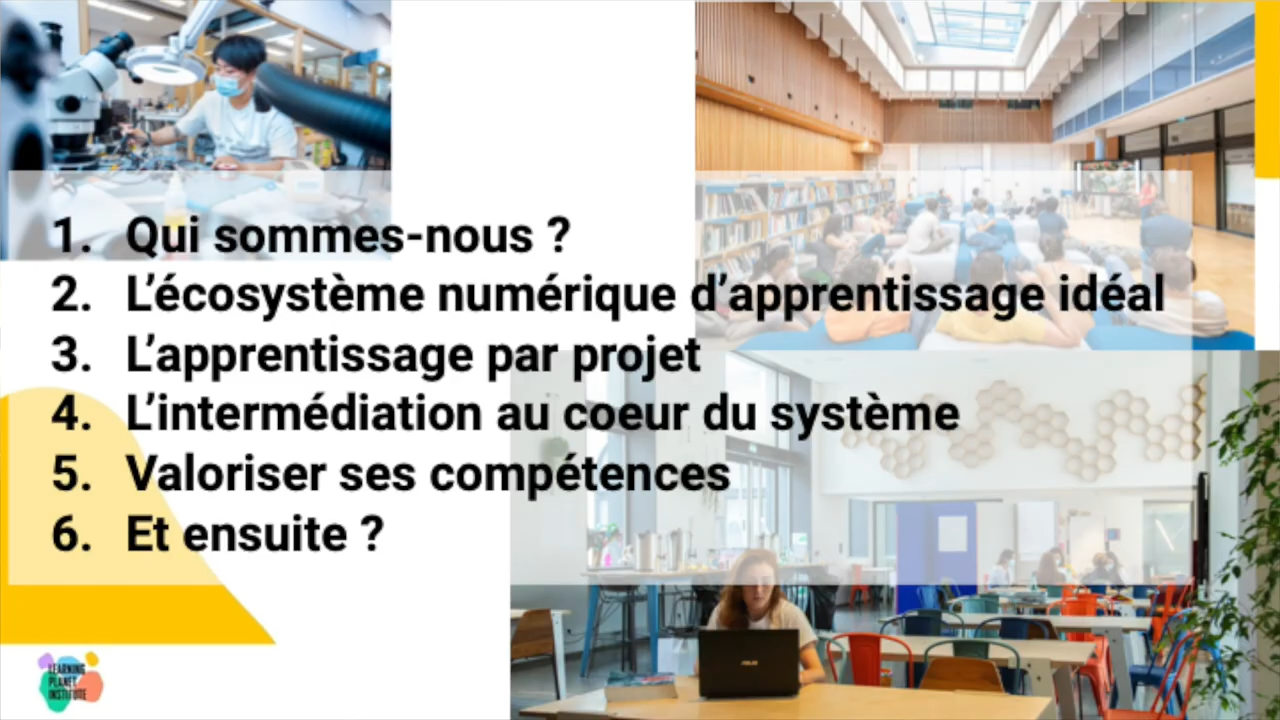 1. Qui sommes-nous ?
2. L’écosystème numérique d’apprentissage idéal
3. L’apprentissage par projet
4. L’intermédiation au coeur du système
5. Valoriser ses compétences
6. Et ensuite ?
LEARNING
PLANET
INSTITUTE
ASUS